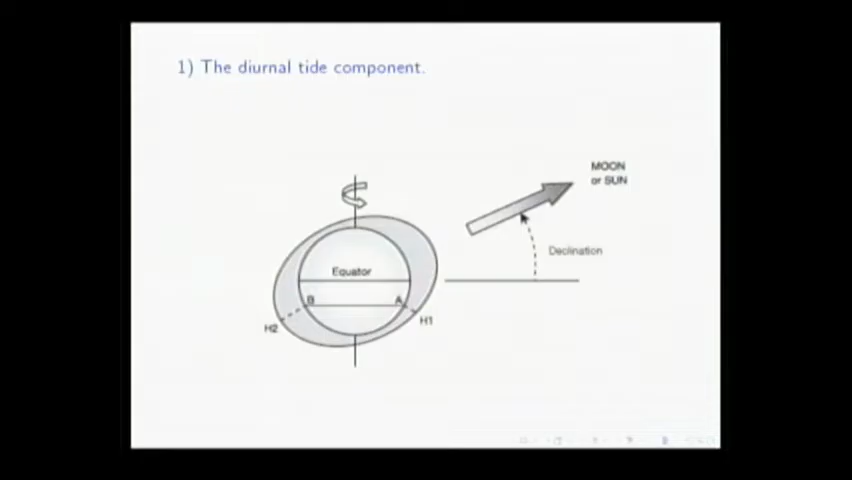 1) The diurnal tide component.
MOON
or SUN
Declination
Equator
B
A
H2
H1